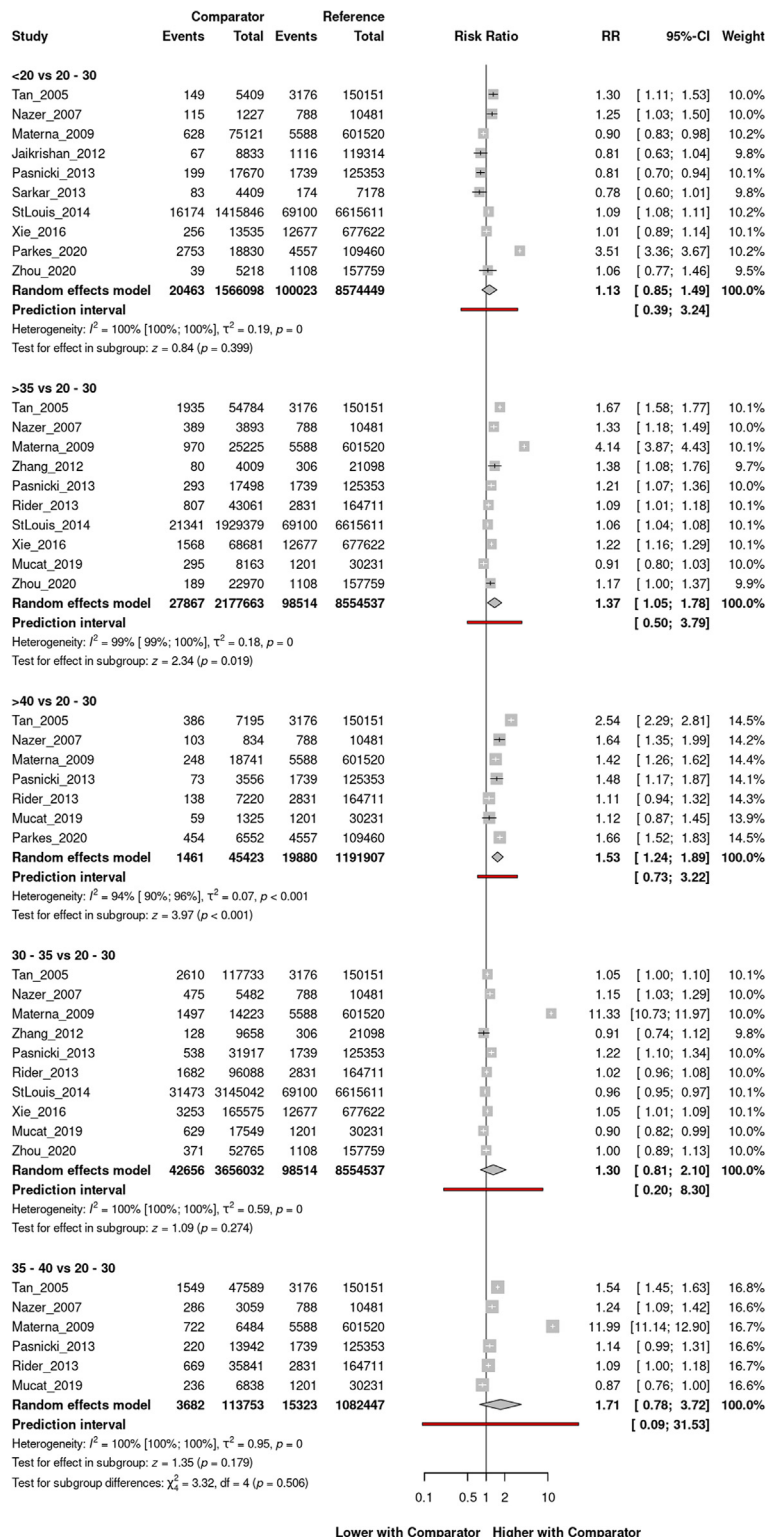 Comparator Reference
Study Events Total Events Total Risk Ratio RR 95%-CI Weight
<20 vs 20 - 30
Tan_2005 149 5409 3176 150151 1.30 [ 1.11; 1.53] 10.0%
Nazer_2007 115 1227 788 10481 1.25 [ 1.03; 1.50] 10.0%
Materna_2009 628 75121 5588 601520 0.90 [ 0.83; 0.98] 10.2%
Jaikrishan_2012 67 8833 1116 119314 0.81 [ 0.63; 1.04] 9.8%
Pasnicki_2013 199 17670 1739 125353 0.81 [ 0.70; 0.94] 10.0%
Sarkar_2013 83 4409 174 7178 0.78 [ 0.60; 1.01] 9.8%
StLouis_2014 16174 1415846 69100 6615611 1.09 [ 1.08; 1.11] 10.2%
Xie_2016 256 13535 12677 677622 1.01 [ 0.89; 1.14] 10.0%
Parkes_2020 2753 18830 4557 109460 3.51 [ 3.36; 3.67] 10.2%
Zhou_2020 39 5218 1108 157759 1.06 [ 0.77; 1.46] 9.5%
Random effects model 20463 1566098 100023 8574449 1.13 [ 0.85; 1.49] 100.0%
Prediction interval [ 0.39; 3.24]
Heterogeneity: I² = 100% [100%; 100%], τ² = 0.19, p = 0
Test for effect in subgroup: z = 0.84 (p = 0.399)
>35 vs 20 - 30
Tan_2005 1935 54784 3176 150151 1.67 [ 1.58; 1.77] 10.1%
Nazer_2007 389 3893 788 10481 1.33 [ 1.18; 1.49] 10.0%
Materna_2009 970 25225 5588 601520 4.14 [ 3.87; 4.43] 10.1%
Zhang_2012 80 4009 306 21098 1.38 [ 1.08; 1.76] 9.7%
Pasnicki_2013 293 17498 1739 125353 1.21 [ 1.07; 1.36] 10.0%
Rider_2013 807 43061 2831 164711 1.09 [ 1.01; 1.18] 10.1%
StLouis_2014 21341 1929379 69100 6615611 1.06 [ 1.04; 1.08] 10.1%
Xie_2016 1568 68681 12677 677622 1.22 [ 1.16; 1.29] 10.1%
Mucat_2019 295 8163 1201 30231 0.91 [ 0.80; 1.03] 10.0%
Zhou_2020 189 22970 1108 157759 1.17 [ 1.00; 1.37] 9.9%
Random effects model 27867 2177663 98514 8554537 1.37 [ 1.05; 1.78] 100.0%
Prediction interval [ 0.50; 3.79]
Heterogeneity: I² = 99% [ 99%; 100%], τ² = 0.18, p = 0
Test for effect in subgroup: z = 2.34 (p = 0.019)
>40 vs 20 - 30
Tan_2005 386 7195 3176 150151 2.54 [ 2.29; 2.81] 14.5%
Nazer_2007 103 834 788 10481 1.64 [ 1.35; 1.99] 14.2%
Materna_2009 248 18741 5588 601520 1.42 [ 1.26; 1.62] 14.4%
Pasnicki_2013 73 3556 1739 125353 1.48 [ 1.17; 1.87] 14.1%
Rider_2013 138 7220 2831 164711 1.11 [ 0.94; 1.32] 14.3%
Mucat_2019 59 1325 1201 30231 1.12 [ 0.87; 1.45] 13.9%
Parkes_2020 454 6552 4557 109460 1.66 [ 1.52; 1.83] 14.5%
Random effects model 1461 45423 19880 1191907 1.53 [ 1.24; 1.89] 100.0%
Prediction interval [ 0.73; 3.22]
Heterogeneity: I² = 94% [ 90%; 96%], τ² = 0.07, p < 0.001
Test for effect in subgroup: z = 3.97 (p < 0.001)
30 - 35 vs 20 - 30
Tan_2005 2610 117733 3176 150151 1.05 [ 1.00; 1.10] 10.1%
Nazer_2007 475 5482 788 10481 1.15 [ 1.03; 1.29] 10.0%
Materna_2009 1497 14223 5588 601520 11.33 [10.73; 11.97] 10.0%
Zhang_2012 128 9658 306 21098 0.91 [ 0.74; 1.12] 9.8%
Pasnicki_2013 538 31917 1739 125353 1.22 [ 1.10; 1.34] 10.0%
Rider_2013 1682 96088 2831 164711 1.02 [ 0.96; 1.08] 10.0%
StLouis_2014 31473 3145042 69100 6615611 0.96 [ 0.95; 0.97] 10.1%
Xie_2016 3253 165575 12677 677622 1.05 [ 1.01; 1.09] 10.1%
Mucat_2019 629 17549 1201 30231 0.90 [ 0.82; 0.99] 10.0%
Zhou_2020 371 52765 1108 157759 1.00 [ 0.89; 1.13] 10.0%
Random effects model 42656 3656032 98514 8554537 1.30 [ 0.81; 2.10] 100.0%
Prediction interval [ 0.20; 8.30]
Heterogeneity: I² = 100% [100%; 100%], τ² = 0.59, p = 0
Test for effect in subgroup: z = 1.09 (p = 0.274)
35 - 40 vs 20 - 30
Tan_2005 1549 47589 3176 150151 1.54 [ 1.45; 1.63] 16.8%
Nazer_2007 286 3059 788 10481 1.24 [ 1.09; 1.42] 16.6%
Materna_2009 722 6484 5588 601520 11.99 [11.14; 12.90] 16.7%
Pasnicki_2013 220 13942 1739 125353 1.14 [ 0.99; 1.31] 16.6%
Rider_2013 669 35841 2831 164711 1.09 [ 1.00; 1.18] 16.7%
Mucat_2019 236 6838 1201 30231 0.87 [ 0.76; 1.00] 16.6%
Random effects model 3682 113753 15323 1082447 1.71 [ 0.78; 3.72] 100.0%
Prediction interval [ 0.09; 31.53]
Heterogeneity: I² = 100% [100%; 100%], τ² = 0.95, p = 0
Test for effect in subgroup: z = 1.35 (p = 0.179)
Test for subgroup differences: χ²₄ = 3.32, df = 4 (p = 0.506)
0.1 0.5 1 2 10
Lower with Comparator Higher with Comparator